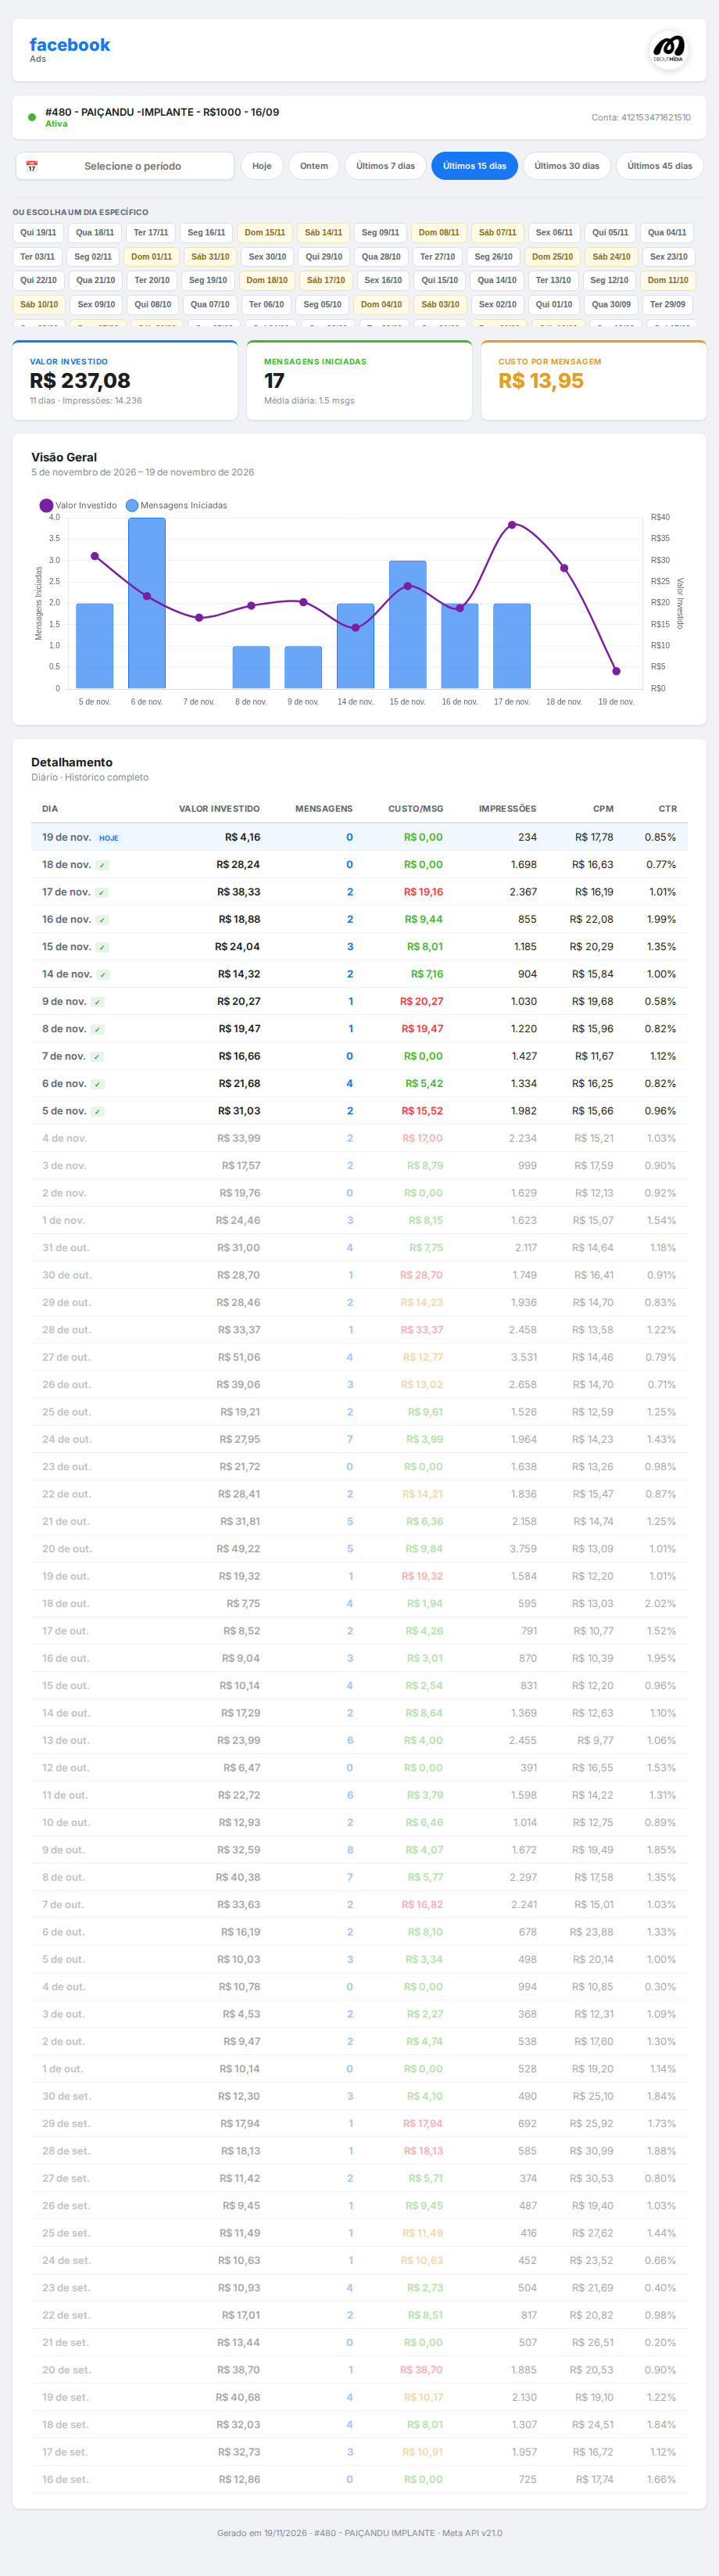 facebook
Ads
DBOUTMÍDIA
#480 - PAIÇANDU -IMPLANTE - R$1000 - 16/09
Ativa
Conta: 412153471621510
Selecione o período
Hoje
Ontem
Últimos 7 dias
Últimos 15 dias
Últimos 30 dias
Últimos 45 dias
OU ESCOLHA UM DIA ESPECÍFICO
Qui 19/11 Qua 18/11 Ter 17/11 Seg 16/11 Dom 15/11 Sáb 14/11 Seg 09/11 Dom 08/11 Sáb 07/11 Sex 06/11 Qui 05/11 Qua 04/11
Ter 03/11 Seg 02/11 Dom 01/11 Sáb 31/10 Sex 30/10 Qui 29/10 Qua 28/10 Ter 27/10 Seg 26/10 Dom 25/10 Sáb 24/10 Sex 23/10
Qui 22/10 Qua 21/10 Ter 20/10 Seg 19/10 Dom 18/10 Sáb 17/10 Sex 16/10 Qui 15/10 Qua 14/10 Ter 13/10 Seg 12/10 Dom 11/10
Sáb 10/10 Sex 09/10 Qui 08/10 Qua 07/10 Ter 06/10 Seg 05/10 Dom 04/10 Sáb 03/10 Sex 02/10 Qui 01/10 Qua 30/09 Ter 29/09
VALOR INVESTIDO
R$ 237,08
11 dias · Impressões: 14.236
MENSAGENS INICIADAS
17
Média diária: 1.5 msgs
CUSTO POR MENSAGEM
R$ 13,95
Visão Geral
5 de novembro de 2026 – 19 de novembro de 2026
Valor Investido Mensagens Iniciadas
4.0 R$40
3.5 R$35
3.0 R$30
2.5 R$25
2.0 R$20
1.5 R$15
1.0 R$10
0.5 R$5
0 R$0
Mensagens Iniciadas
Valor Investido
5 de nov. 6 de nov. 7 de nov. 8 de nov. 9 de nov. 14 de nov. 15 de nov. 16 de nov. 17 de nov. 18 de nov. 19 de nov.
Detalhamento
Diário · Histórico completo
DIA VALOR INVESTIDO MENSAGENS CUSTO/MSG IMPRESSÕES CPM CTR
19 de nov. HOJE R$ 4,16 0 R$ 0,00 234 R$ 17,78 0.85%
18 de nov. ✓ R$ 28,24 0 R$ 0,00 1.698 R$ 16,63 0.77%
17 de nov. ✓ R$ 38,33 2 R$ 19,16 2.367 R$ 16,19 1.01%
16 de nov. ✓ R$ 18,88 2 R$ 9,44 855 R$ 22,08 1.99%
15 de nov. ✓ R$ 24,04 3 R$ 8,01 1.185 R$ 20,29 1.35%
14 de nov. ✓ R$ 14,32 2 R$ 7,16 904 R$ 15,84 1.00%
9 de nov. ✓ R$ 20,27 1 R$ 20,27 1.030 R$ 19,68 0.58%
8 de nov. ✓ R$ 19,47 1 R$ 19,47 1.220 R$ 15,96 0.82%
7 de nov. ✓ R$ 16,66 0 R$ 0,00 1.427 R$ 11,67 1.12%
6 de nov. ✓ R$ 21,68 4 R$ 5,42 1.334 R$ 16,25 0.82%
5 de nov. ✓ R$ 31,03 2 R$ 15,52 1.982 R$ 15,66 0.96%
4 de nov. R$ 33,99 2 R$ 17,00 2.234 R$ 15,21 1.03%
3 de nov. R$ 17,57 2 R$ 8,79 999 R$ 17,59 0.90%
2 de nov. R$ 19,76 0 R$ 0,00 1.629 R$ 12,13 0.92%
1 de nov. R$ 24,46 3 R$ 8,15 1.623 R$ 15,07 1.54%
31 de out. R$ 31,00 4 R$ 7,75 2.117 R$ 14,64 1.18%
30 de out. R$ 28,70 1 R$ 28,70 1.749 R$ 16,41 0.91%
29 de out. R$ 28,46 2 R$ 14,23 1.936 R$ 14,70 0.83%
28 de out. R$ 33,37 1 R$ 33,37 2.458 R$ 13,58 1.22%
27 de out. R$ 51,06 4 R$ 12,77 3.531 R$ 14,46 0.79%
26 de out. R$ 39,06 3 R$ 13,02 2.658 R$ 14,70 0.71%
25 de out. R$ 19,21 2 R$ 9,61 1.526 R$ 12,59 1.25%
24 de out. R$ 27,95 7 R$ 3,99 1.964 R$ 14,23 1.43%
23 de out. R$ 21,72 0 R$ 0,00 1.638 R$ 13,26 0.98%
22 de out. R$ 28,41 2 R$ 14,21 1.836 R$ 15,47 0.87%
21 de out. R$ 31,81 5 R$ 6,36 2.158 R$ 14,74 1.25%
20 de out. R$ 49,22 5 R$ 9,84 3.759 R$ 13,09 1.01%
19 de out. R$ 19,32 1 R$ 19,32 1.584 R$ 12,20 1.01%
18 de out. R$ 7,75 4 R$ 1,94 595 R$ 13,03 2.02%
17 de out. R$ 8,52 2 R$ 4,26 791 R$ 10,77 1.52%
16 de out. R$ 9,04 3 R$ 3,01 870 R$ 10,39 1.95%
15 de out. R$ 10,14 4 R$ 2,54 831 R$ 12,20 0.96%
14 de out. R$ 17,29 2 R$ 8,64 1.369 R$ 12,63 1.10%
13 de out. R$ 23,99 6 R$ 4,00 2.455 R$ 9,77 1.06%
12 de out. R$ 6,47 0 R$ 0,00 391 R$ 16,55 1.53%
11 de out. R$ 22,72 6 R$ 3,79 1.598 R$ 14,22 1.31%
10 de out. R$ 12,93 2 R$ 6,46 1.014 R$ 12,75 0.89%
9 de out. R$ 32,59 8 R$ 4,07 1.672 R$ 19,49 1.85%
8 de out. R$ 40,38 7 R$ 5,77 2.297 R$ 17,58 1.35%
7 de out. R$ 33,63 2 R$ 16,82 2.241 R$ 15,01 1.03%
6 de out. R$ 16,19 2 R$ 8,10 678 R$ 23,88 1.33%
5 de out. R$ 10,03 3 R$ 3,34 498 R$ 20,14 1.00%
4 de out. R$ 10,78 0 R$ 0,00 994 R$ 10,85 0.30%
3 de out. R$ 4,53 2 R$ 2,27 368 R$ 12,31 1.09%
2 de out. R$ 9,47 2 R$ 4,74 538 R$ 17,60 1.30%
1 de out. R$ 10,14 0 R$ 0,00 528 R$ 19,20 1.14%
30 de set. R$ 12,30 3 R$ 4,10 490 R$ 25,10 1.84%
29 de set. R$ 17,94 1 R$ 17,94 692 R$ 25,92 1.73%
28 de set. R$ 18,13 1 R$ 18,13 585 R$ 30,99 1.88%
27 de set. R$ 11,42 2 R$ 5,71 374 R$ 30,53 0.80%
26 de set. R$ 9,45 1 R$ 9,45 487 R$ 19,40 1.03%
25 de set. R$ 11,49 1 R$ 11,49 416 R$ 27,62 1.44%
24 de set. R$ 10,63 1 R$ 10,63 452 R$ 23,52 0.66%
23 de set. R$ 10,93 4 R$ 2,73 504 R$ 21,69 0.40%
22 de set. R$ 17,01 2 R$ 8,51 817 R$ 20,82 0.98%
21 de set. R$ 13,44 0 R$ 0,00 507 R$ 26,51 0.20%
20 de set. R$ 38,70 1 R$ 38,70 1.885 R$ 20,53 0.90%
19 de set. R$ 40,68 4 R$ 10,17 2.130 R$ 19,10 1.22%
18 de set. R$ 32,03 4 R$ 8,01 1.307 R$ 24,51 1.84%
17 de set. R$ 32,73 3 R$ 10,91 1.957 R$ 16,72 1.12%
16 de set. R$ 12,86 0 R$ 0,00 725 R$ 17,74 1.66%
Gerado em 19/11/2026 · #480 - PAIÇANDU IMPLANTE · Meta API v21.0